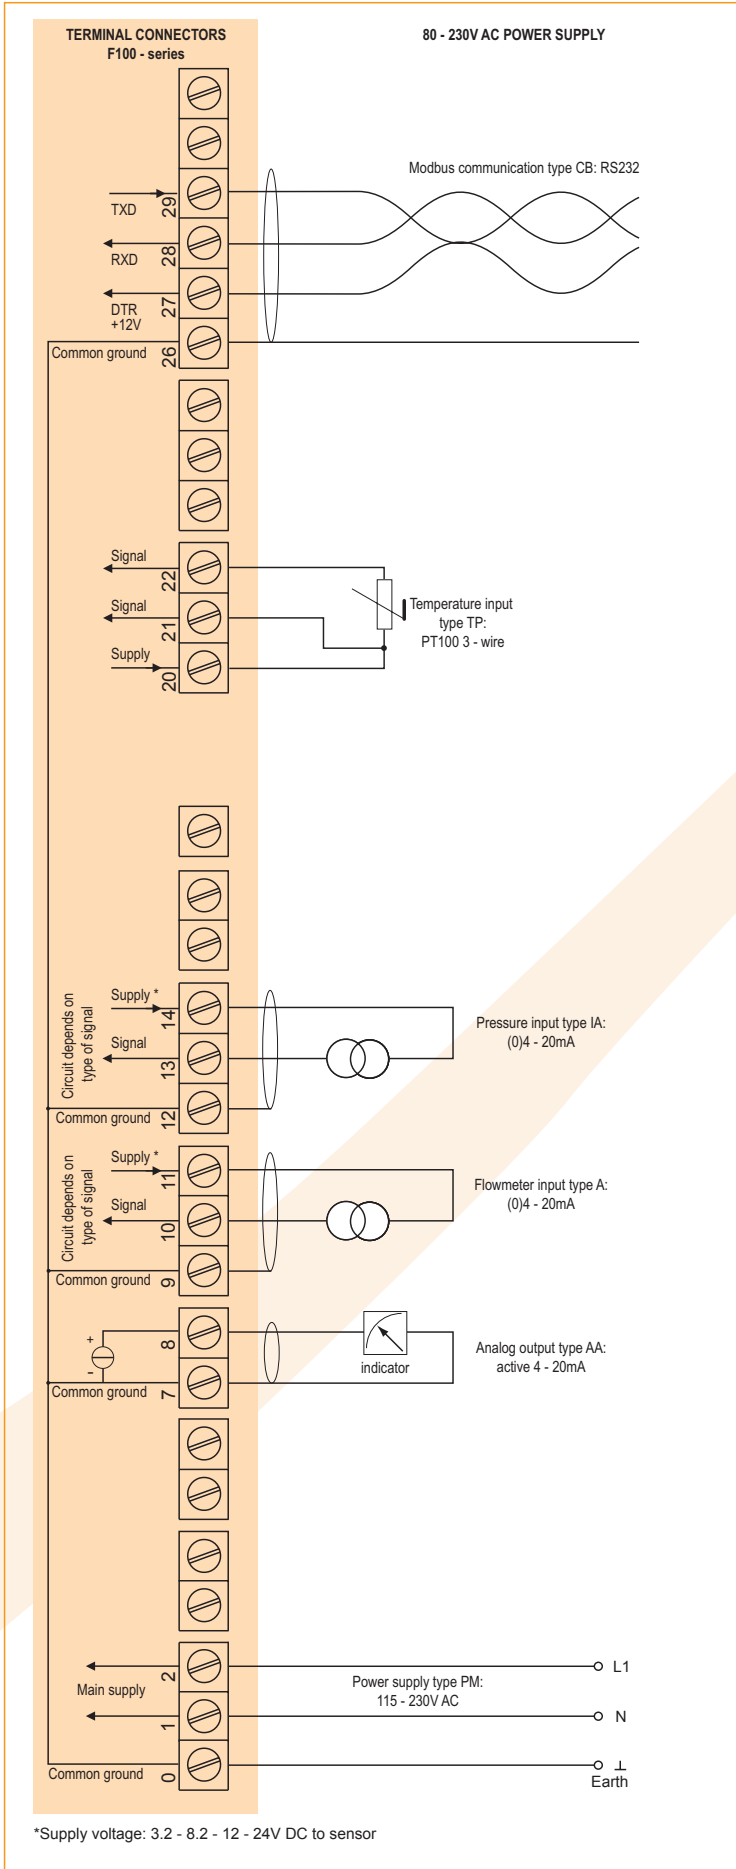 TERMINAL CONNECTORS
F100 - series
80 - 230V AC POWER SUPPLY
Modbus communication type CB: RS232
TXD
29
RXD
28
DTR
+12V
27
Common ground
26
Signal
22
Signal
21
Supply
20
Temperature input
type TP:
PT100 3 - wire
Circuit depends on
type of signal
Supply *
14
Signal
13
Common ground
12
Pressure input type IA:
(0)4 - 20mA
Circuit depends on
type of signal
Supply *
11
Signal
10
Common ground
9
Flowmeter input type A:
(0)4 - 20mA
+
-
8
Common ground
7
indicator
Analog output type AA:
active 4 - 20mA
2
Main supply
1
Common ground
0
Power supply type PM:
115 - 230V AC
L1
N
Earth
*Supply voltage: 3.2 - 8.2 - 12 - 24V DC to sensor